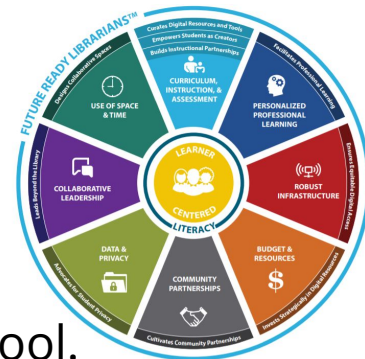 FUTURE READY LIBRARIANS™
Curates Digital Resources and Tools
Empowers Students as Creators
Builds Instructional Partnerships
CURRICULUM,
INSTRUCTION, &
ASSESSMENT
Facilitates Professional Learning
PERSONALIZED
PROFESSIONAL
LEARNING
Ensures Equitable Digital Access
ROBUST
INFRASTRUCTURE
Invests Strategically in Digital Resources
BUDGET &
RESOURCES
$
Cultivates Community Partnerships
COMMUNITY
PARTNERSHIPS
Advocates for Student Privacy
DATA &
PRIVACY
Leads Beyond the Library
COLLABORATIVE
LEADERSHIP
Designs Collaborative Spaces
USE OF SPACE
& TIME
LEARNER
CENTERED
LITERACY
ool.